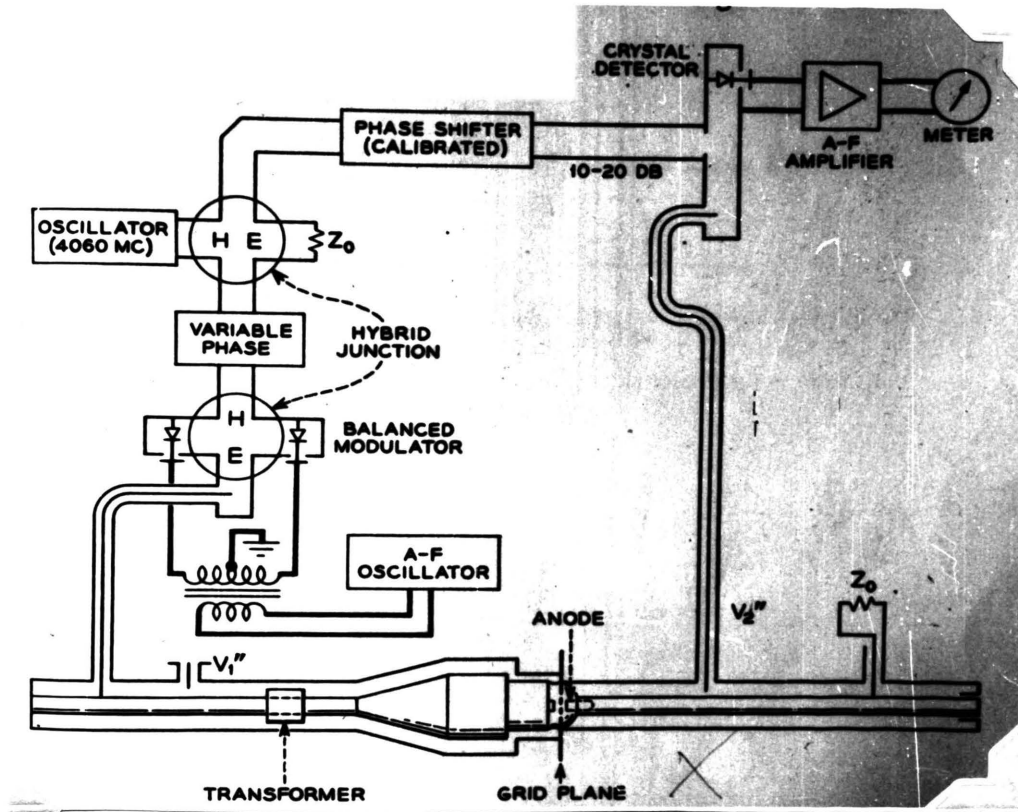 CRYSTAL
DETECTOR
PHASE SHIFTER
(CALIBRATED)
10-20 DB
A-F
AMPLIFIER
METER
OSCILLATOR
(4060 MC)
H E
Z₀
VARIABLE
PHASE
HYBRID
JUNCTION
H
E
BALANCED
MODULATOR
A-F
OSCILLATOR
Z₀
V₂"
ANODE
V₁"
TRANSFORMER
GRID PLANE